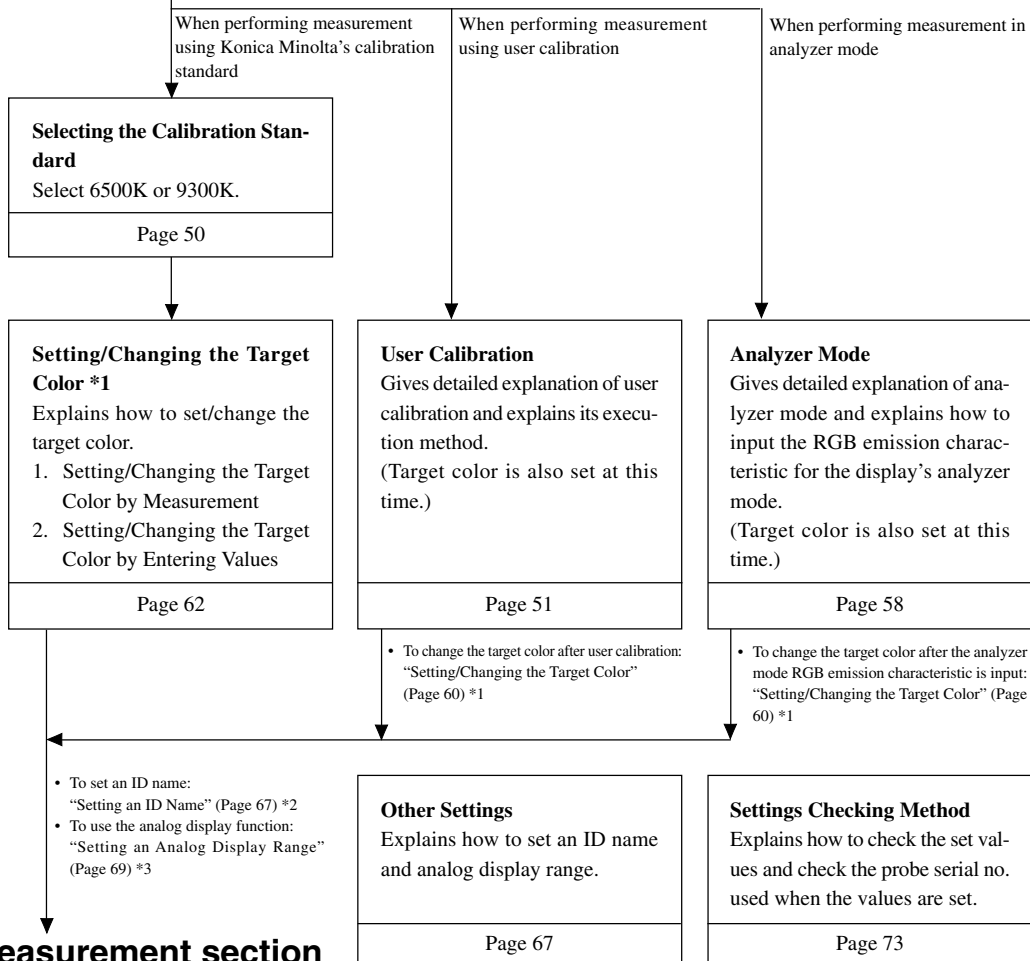 When performing measurement
using Konica Minolta's calibration
standard
When performing measurement
using user calibration
When performing measurement in
analyzer mode
Selecting the Calibration Stan-
dard
Select 6500K or 9300K.
Page 50
Setting/Changing the Target
Color *1
Explains how to set/change the
target color.
1. Setting/Changing the Target
Color by Measurement
2. Setting/Changing the Target
Color by Entering Values
Page 62
User Calibration
Gives detailed explanation of user
calibration and explains its execu-
tion method.
(Target color is also set at this
time.)
Page 51
Analyzer Mode
Gives detailed explanation of ana-
lyzer mode and explains how to
input the RGB emission charac-
teristic for the display's analyzer
mode.
(Target color is also set at this
time.)
Page 58
• To change the target color after user calibration:
“Setting/Changing the Target Color”
(Page 60) *1
• To change the target color after the analyzer
mode RGB emission characteristic is input:
“Setting/Changing the Target Color” (Page
60) *1
• To set an ID name:
“Setting an ID Name” (Page 67) *2
• To use the analog display function:
“Setting an Analog Display Range”
(Page 69) *3
Other Settings
Explains how to set an ID name
and analog display range.
Page 67
Settings Checking Method
Explains how to check the set val-
ues and check the probe serial no.
used when the values are set.
Page 73
easurement section